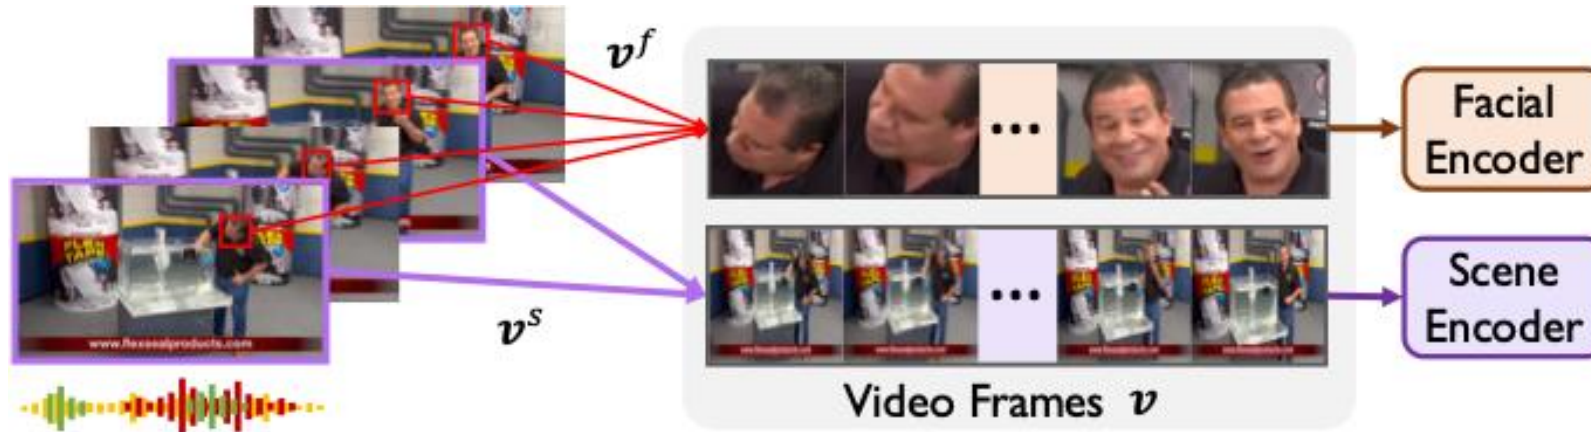 v^f
Facial
Encoder
FLEX
TAPE
www.flexsealproducts.com
v^s
Scene
Encoder
Video Frames v